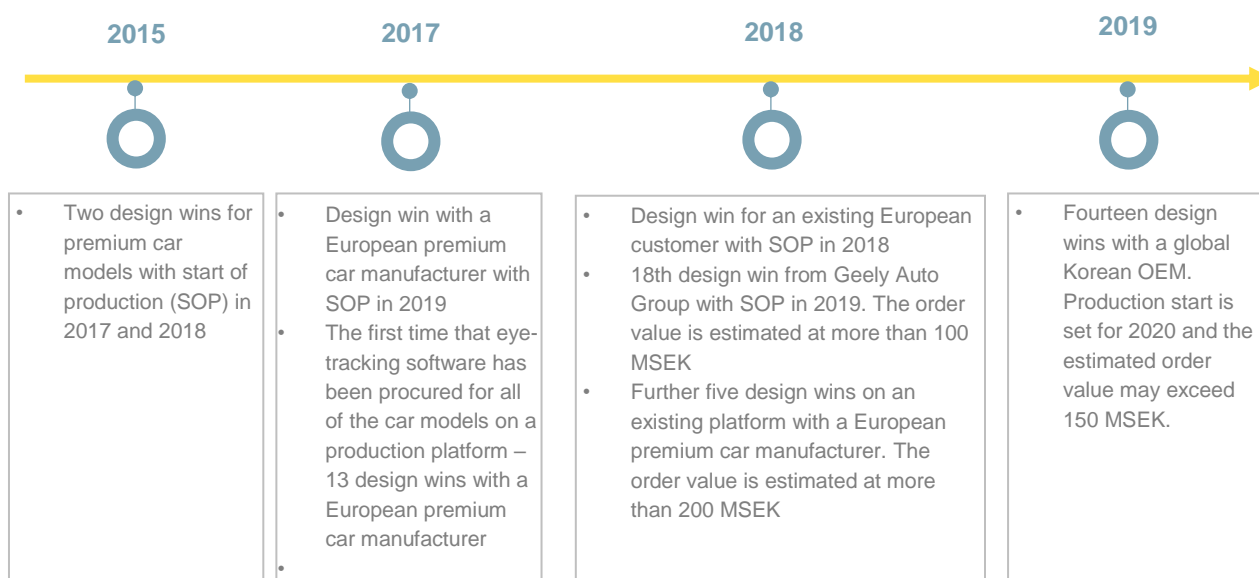 2015
2017
2018
2019
• Two design wins for
premium car
models with start of
production (SOP) in
2017 and 2018
• Design win with a
European premium
car manufacturer with
SOP in 2019
• The first time that eye-
tracking software has
been procured for all
of the car models on a
production platform –
13 design wins with a
European premium
car manufacturer
•
• Design win for an existing European
customer with SOP in 2018
• 18th design win from Geely Auto
Group with SOP in 2019. The order
value is estimated at more than 100
MSEK
• Further five design wins on an
existing platform with a European
premium car manufacturer. The
order value is estimated at more
than 200 MSEK
• Fourteen design
wins with a global
Korean OEM.
Production start is
set for 2020 and the
estimated order
value may exceed
150 MSEK.